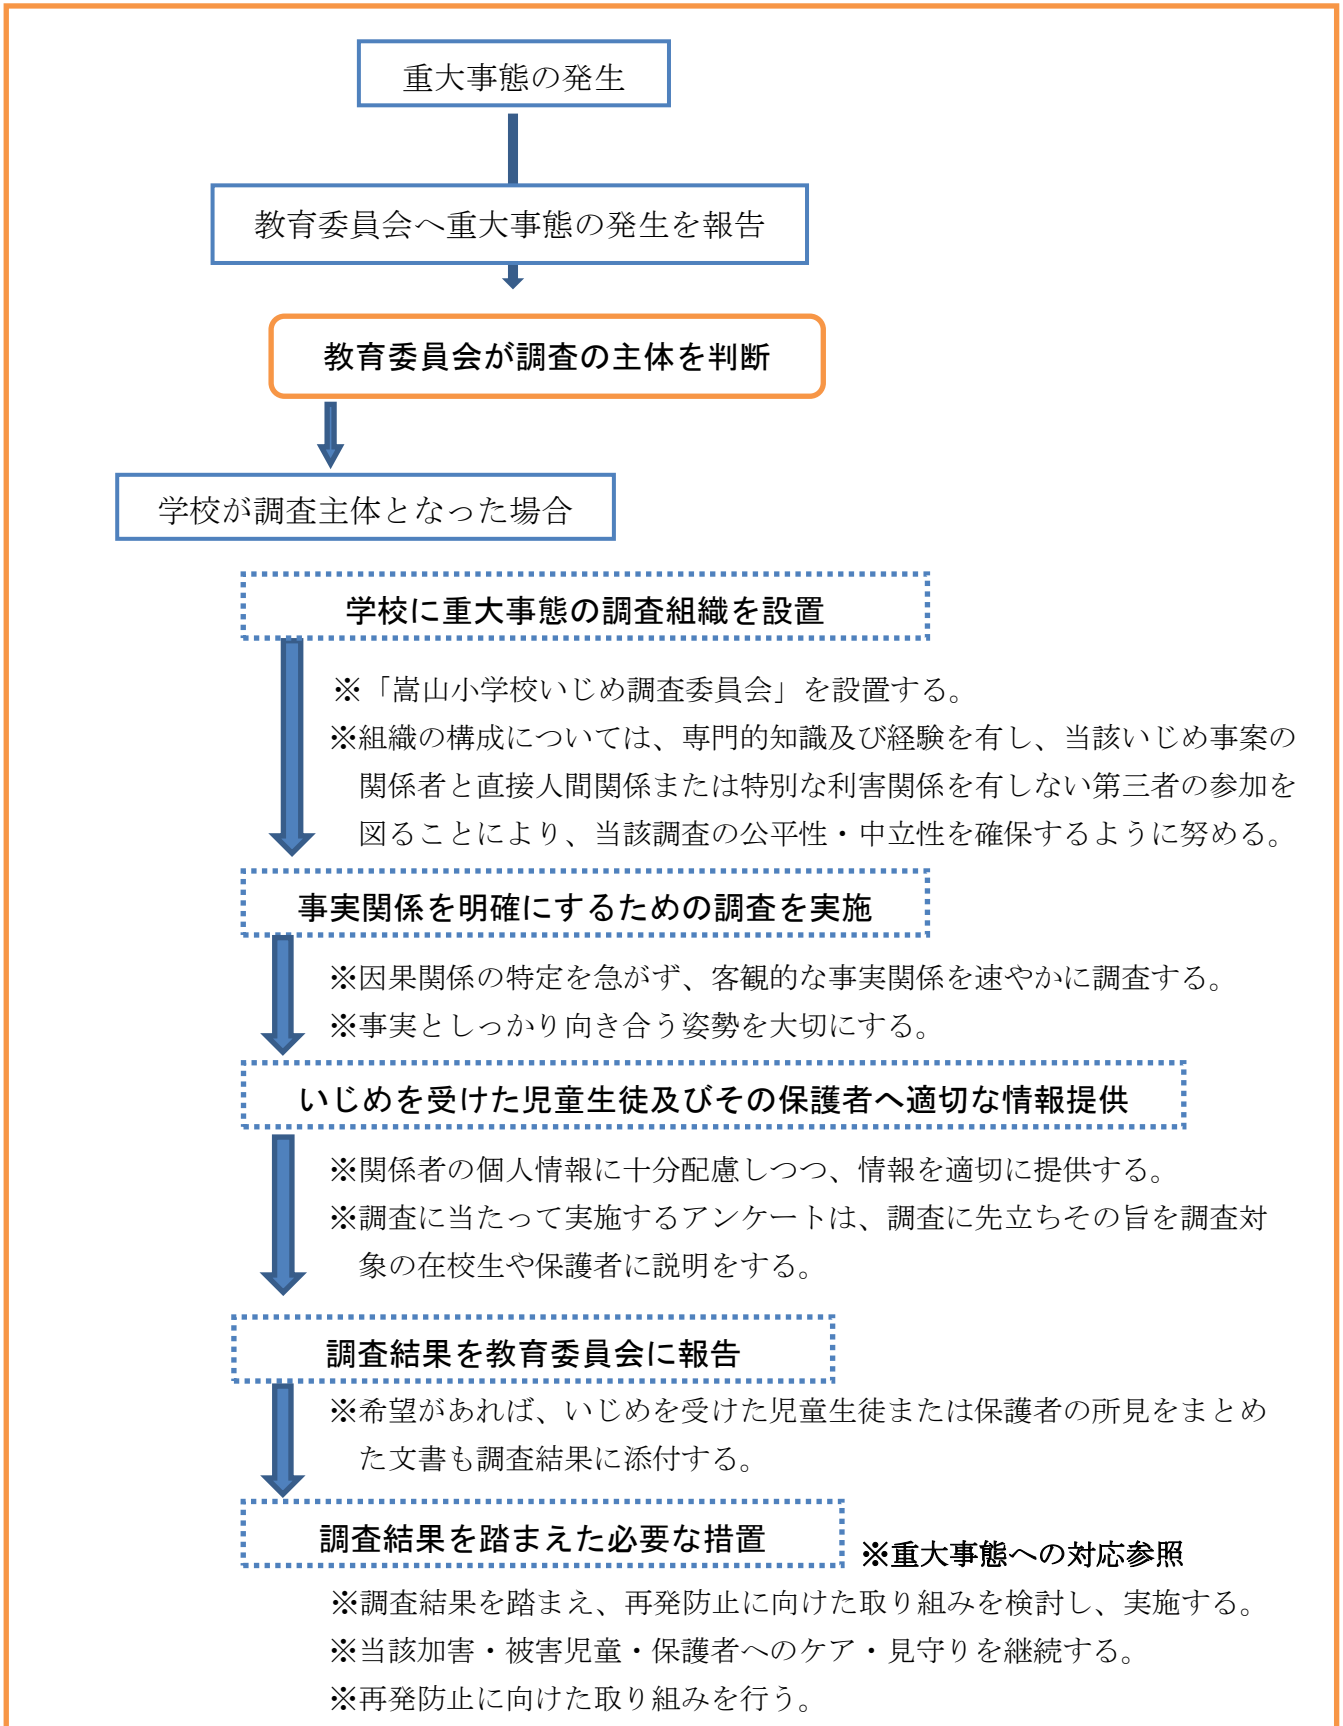 重大事態の発生
教育委員会へ重大事態の発生を報告
教育委員会が調査の主体を判断
学校が調査主体となった場合
学校に重大事態の調査組織を設置
※「嵩山小学校いじめ調査委員会」を設置する。
※組織の構成については、専門的知識及び経験を有し、当該いじめ事案の
関係者と直接人間関係または特別な利害関係を有しない第三者の参加を
図ることにより、当該調査の公平性・中立性を確保するように努める。
事実関係を明確にするための調査を実施
※因果関係の特定を急がず、客観的な事実関係を速やかに調査する。
※事実としっかり向き合う姿勢を大切にする。
いじめを受けた児童生徒及びその保護者へ適切な情報提供
※関係者の個人情報に十分配慮しつつ、情報を適切に提供する。
※調査に当たって実施するアンケートは、調査に先立ちその旨を調査対
象の在校生や保護者に説明をする。
調査結果を教育委員会に報告
※希望があれば、いじめを受けた児童生徒または保護者の所見をまとめ
た文書も調査結果に添付する。
調査結果を踏まえた必要な措置
※重大事態への対応参照
※調査結果を踏まえ、再発防止に向けた取り組みを検討し、実施する。
※当該加害・被害児童・保護者へのケア・見守りを継続する。
※再発防止に向けた取り組みを行う。